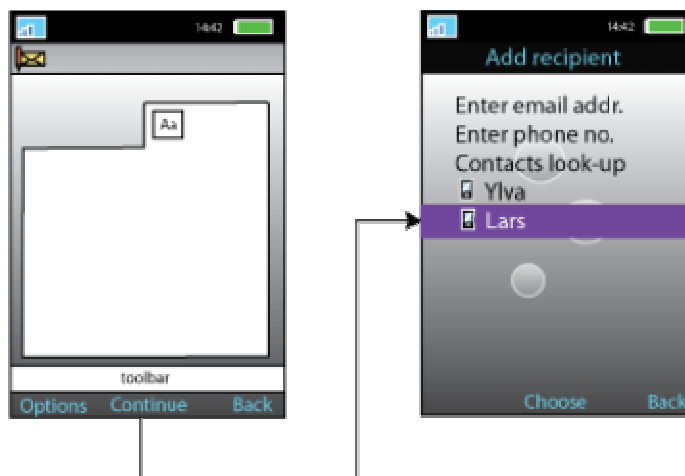 14:42
Aa
toolbar
Options Continue Back
14:42
Add recipient
Enter email addr.
Enter phone no.
Contacts look-up
Ylva
Lars
Choose Back